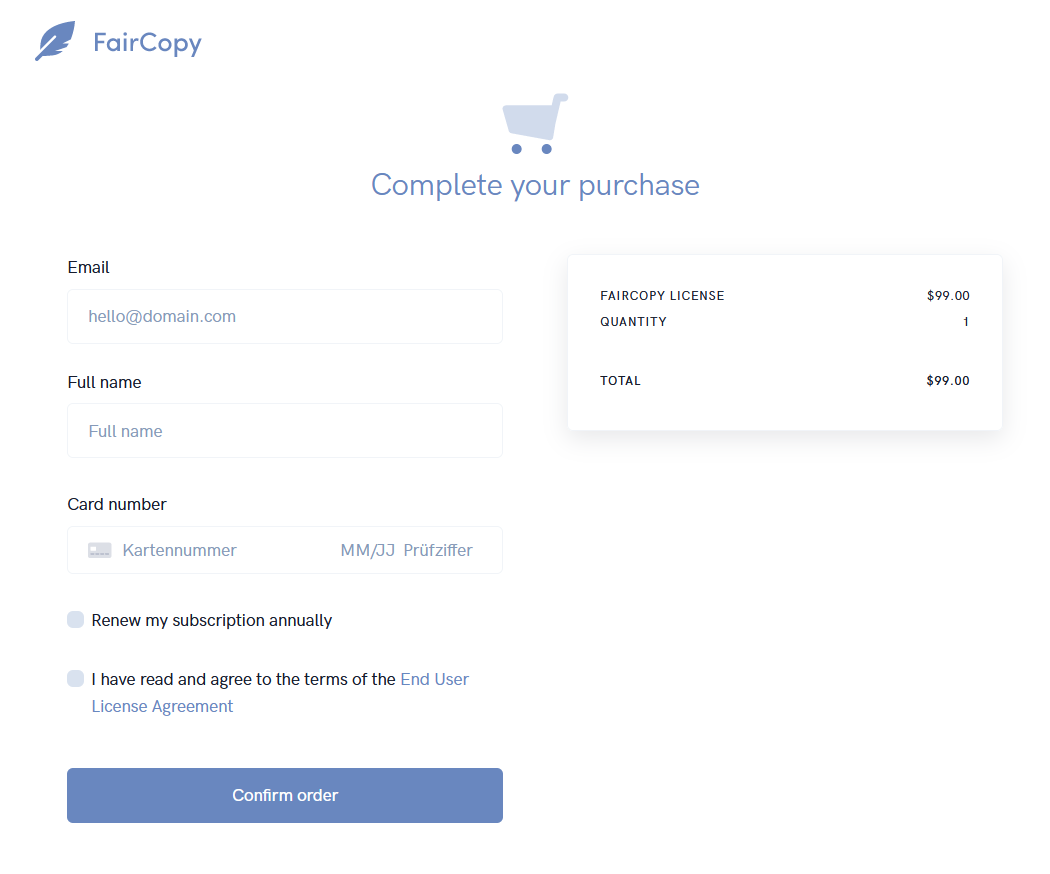 FairCopy
Complete your purchase
Email
hello@domain.com
Full name
Full name
Card number
Kartennummer MM/JJ Prüfziffer
Renew my subscription annually
I have read and agree to the terms of the End User
License Agreement
Confirm order
FAIRCOPY LICENSE $99.00
QUANTITY 1
TOTAL $99.00